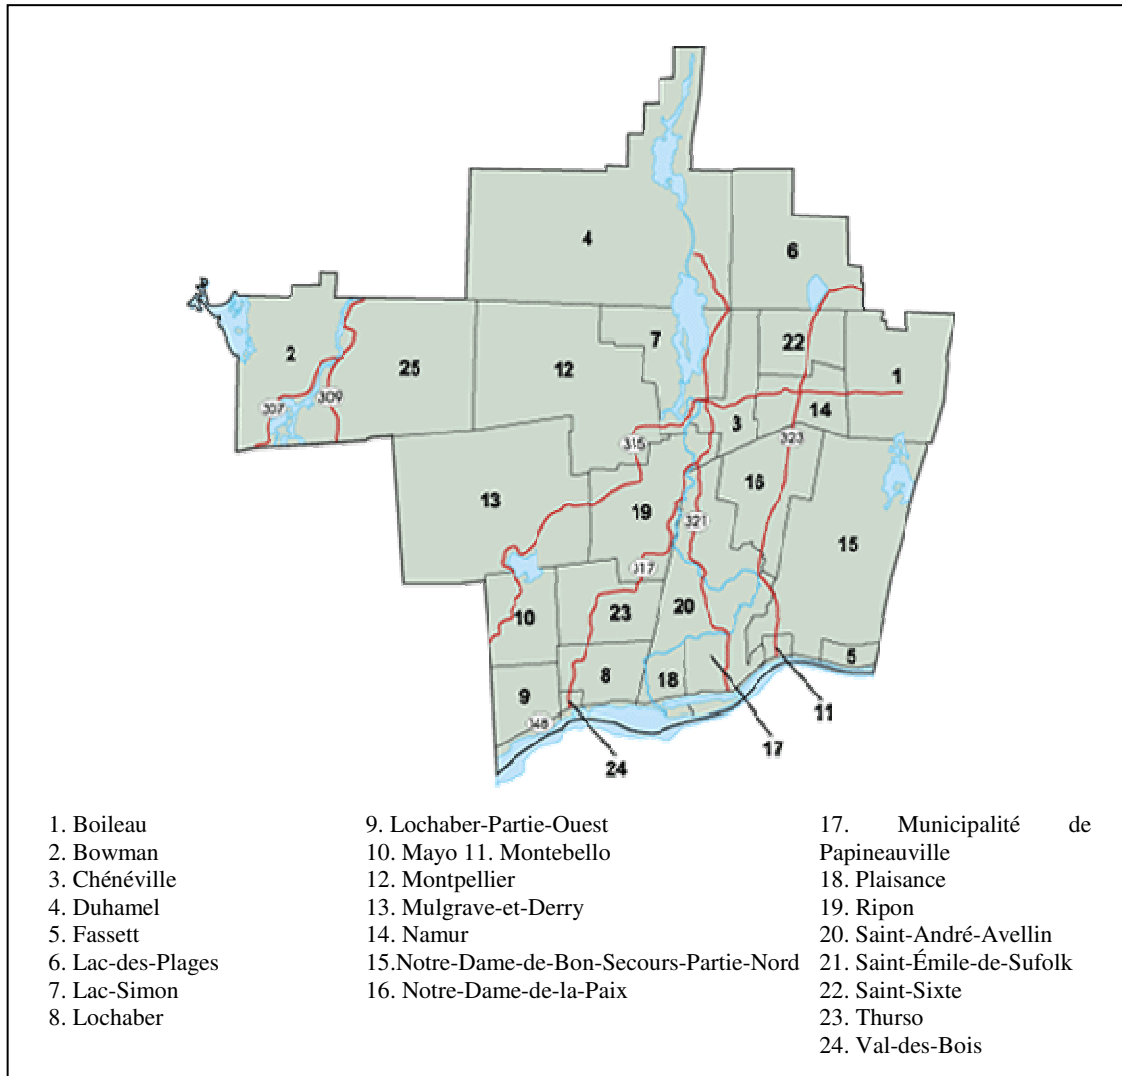 4
6
7
22
2
25
12
1
307
309
14
3
315
323
16
13
19
321
15
317
20
10
23
8
18
5
9
348
11
17
24
1. Boileau
2. Bowman
3. Chénéville
4. Duhamel
5. Fassett
6. Lac-des-Plages
7. Lac-Simon
8. Lochaber
9. Lochaber-Partie-Ouest
10. Mayo 11. Montebello
12. Montpellier
13. Mulgrave-et-Derry
14. Namur
15.Notre-Dame-de-Bon-Secours-Partie-Nord
16. Notre-Dame-de-la-Paix
17. Municipalité de
Papineauville
18. Plaisance
19. Ripon
20. Saint-André-Avellin
21. Saint-Émile-de-Sufolk
22. Saint-Sixte
23. Thurso
24. Val-des-Bois